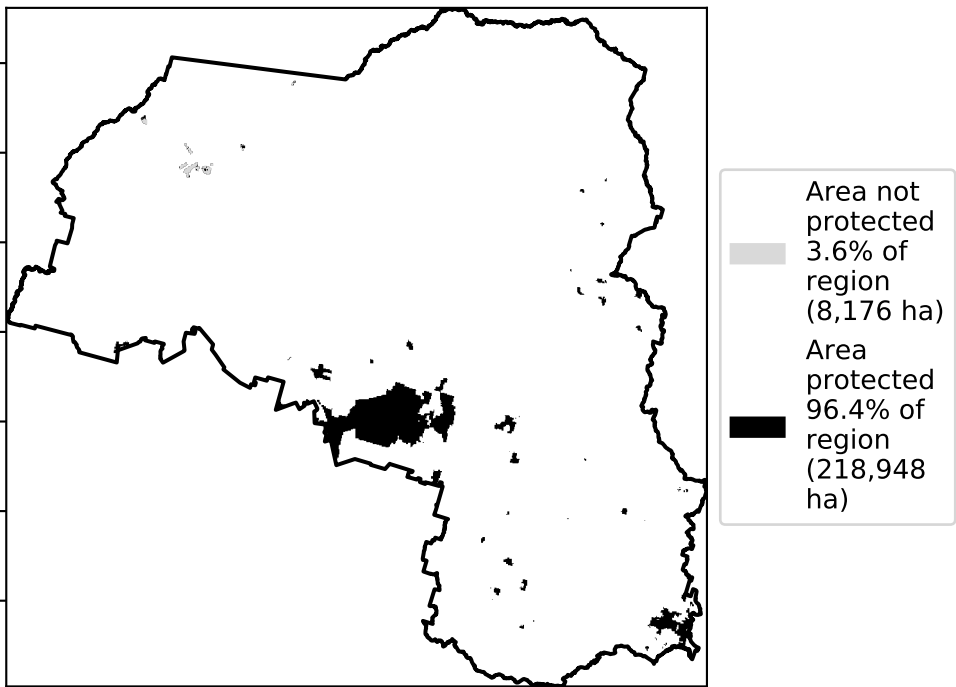 Area not
protected
3.6% of
region
(8,176 ha)
Area
protected
96.4% of
region
(218,948
ha)